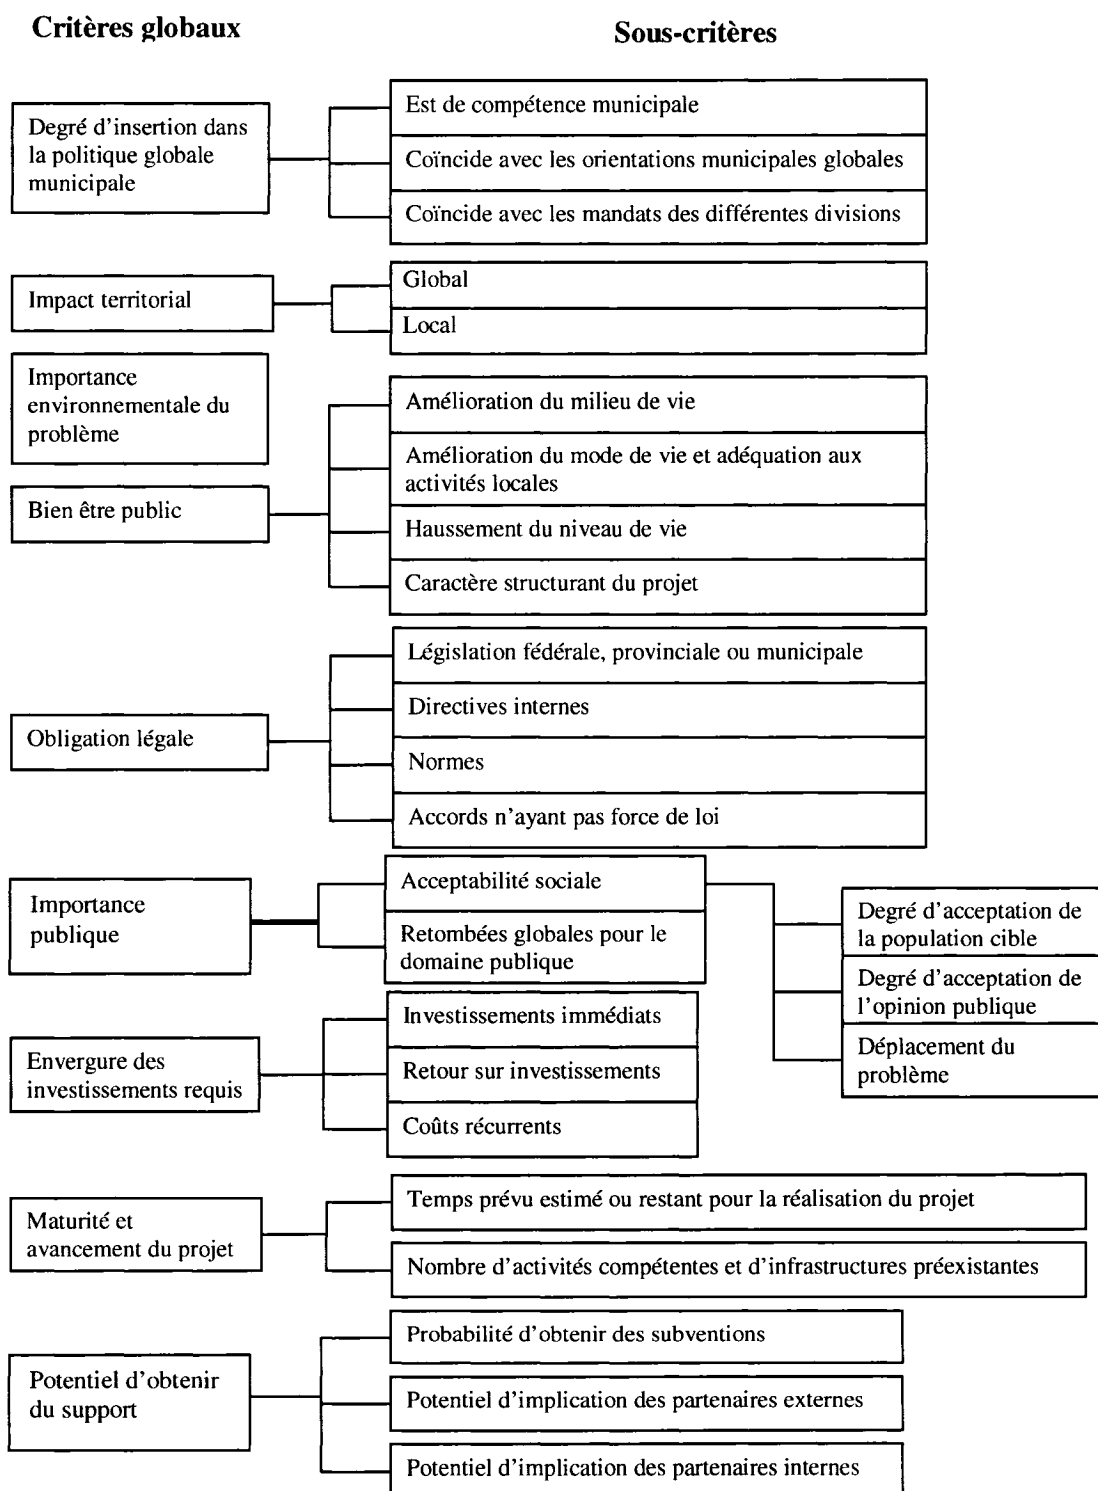 Critères globaux
Sous-critères
Degré d'insertion dans
la politique globale
municipale
Est de compétence municipale
Coïncide avec les orientations municipales globales
Coïncide avec les mandats des différentes divisions
Impact territorial
Global
Local
Importance
environnementale du
problème
Bien être public
Amélioration du milieu de vie
Amélioration du mode de vie et adéquation aux
activités locales
Haussement du niveau de vie
Caractère structurant du projet
Obligation légale
Législation fédérale, provinciale ou municipale
Directives internes
Normes
Accords n'ayant pas force de loi
Importance
publique
Acceptabilité sociale
Retombées globales pour le
domaine publique
Degré d'acceptation de
la population cible
Degré d'acceptation de
l'opinion publique
Déplacement du
problème
Envergure des
investissements requis
Investissements immédiats
Retour sur investissements
Coûts récurrents
Maturité et
avancement du projet
Temps prévu estimé ou restant pour la réalisation du projet
Nombre d'activités compétentes et d'infrastructures préexistantes
Potentiel d'obtenir
du support
Probabilité d'obtenir des subventions
Potentiel d'implication des partenaires externes
Potentiel d'implication des partenaires internes